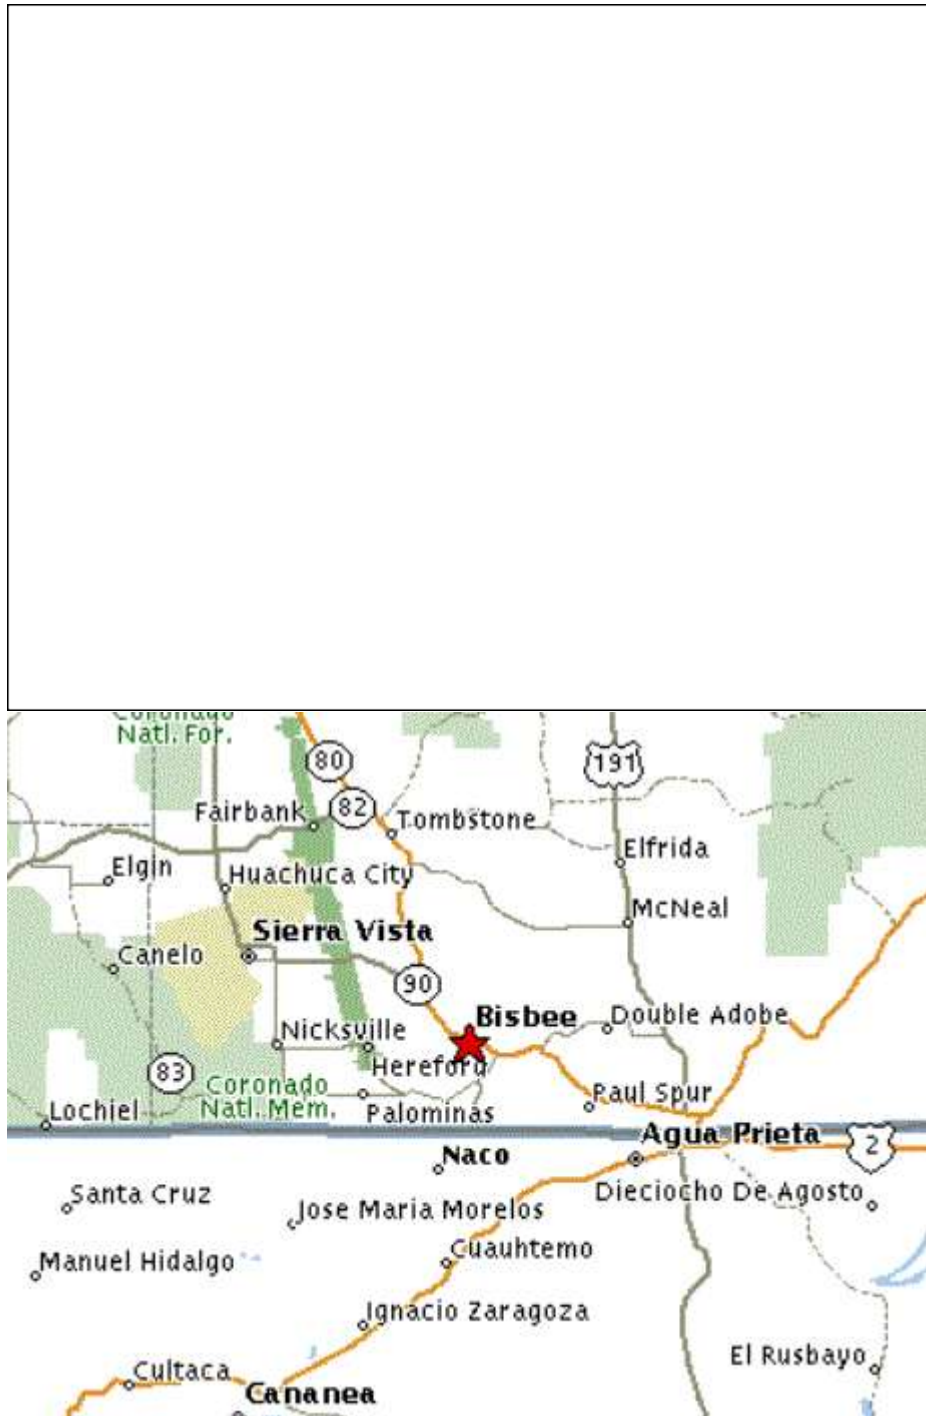 Coronado
Natl. For.
80
191
82
Fairbank
Tombstone
Elfrida
Elgin
Huachuca City
McNeal
Sierra Vista
Canelo
90
Bisbee
Double Adobe
Nicksville
Hereford
83
Coronado
Natl. Mem.
Paul Spur
Lochiel
Palominas
Agua Prieta
2
Naco
Santa Cruz
Dieciocho De Agosto
Jose Maria Morelos
Manuel Hidalgo
Cuauhtemo
Ignacio Zaragoza
El Rusbayo
Cultaca
Cananea